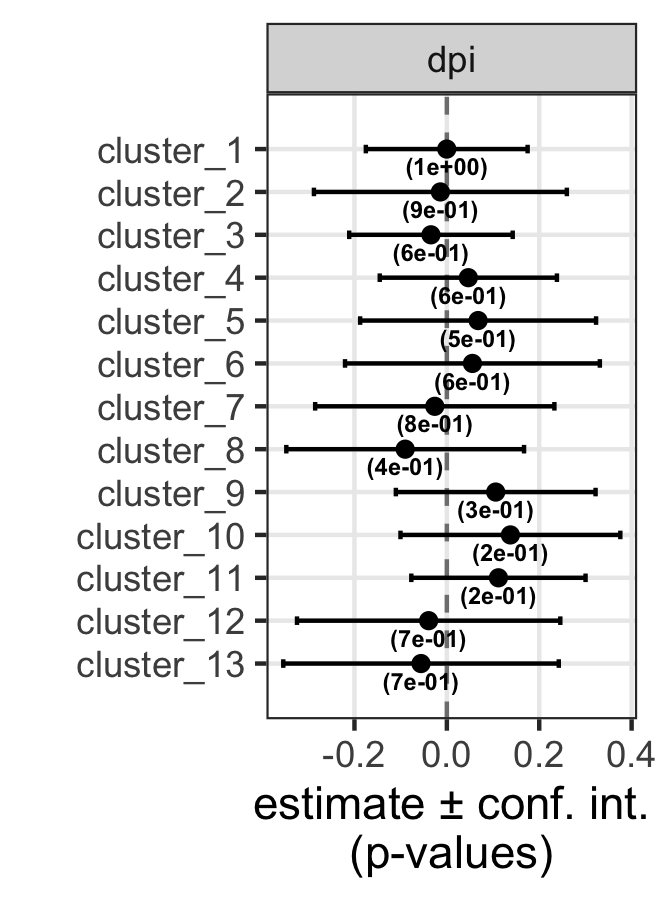 dpi
cluster_1
(1e+00)
cluster_2
(9e-01)
cluster_3
(6e-01)
cluster_4
(6e-01)
cluster_5
(5e-01)
cluster_6
(6e-01)
cluster_7
(8e-01)
cluster_8
(4e-01)
cluster_9
(3e-01)
cluster_10
(2e-01)
cluster_11
(2e-01)
cluster_12
(7e-01)
cluster_13
(7e-01)
-0.2 0.0 0.2 0.4
estimate ± conf. int.
(p-values)